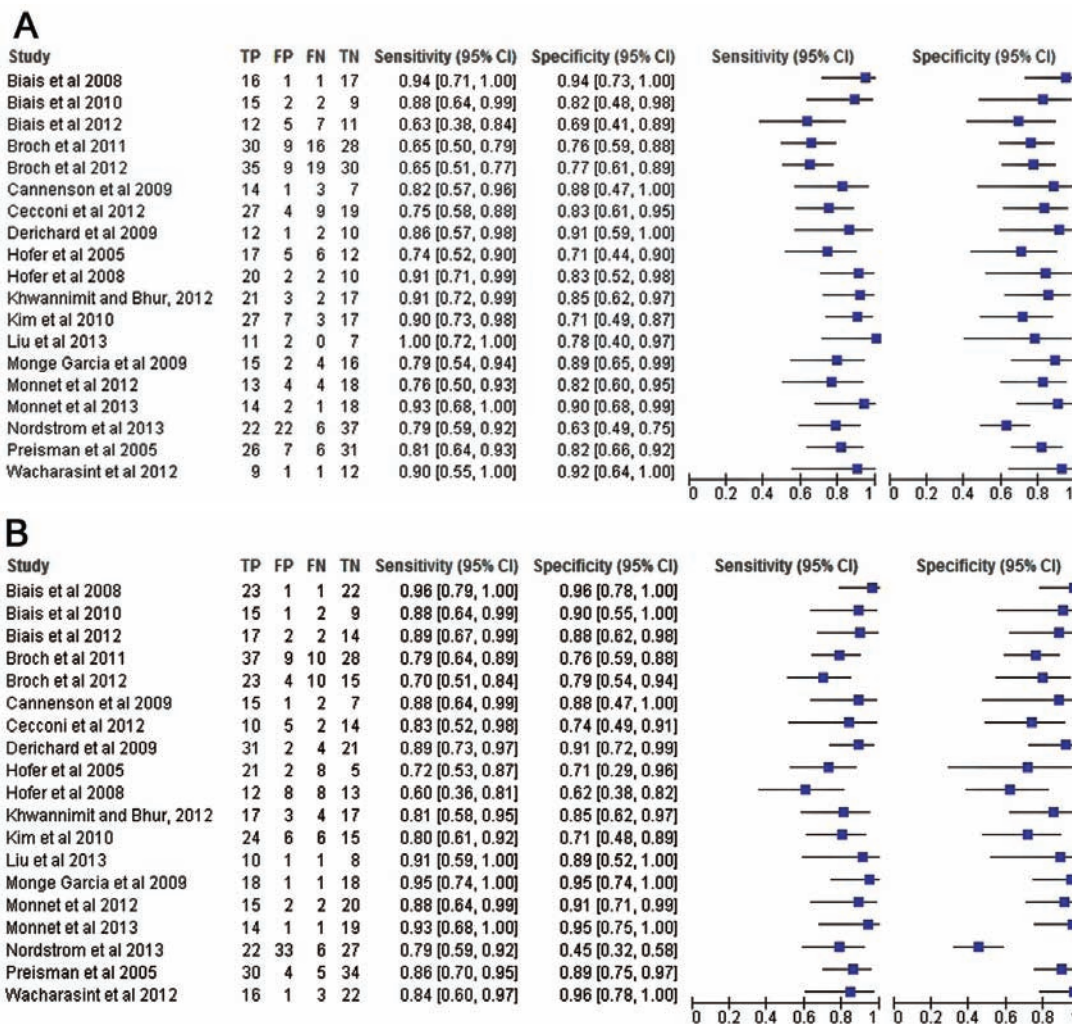 A
Study TP FP FN TN Sensitivity (95% CI) Specificity (95% CI) Sensitivity (95% CI) Specificity (95% CI)
Biais et al 2008 16 1 1 17 0.94 [0.71, 1.00] 0.94 [0.73, 1.00]
Biais et al 2010 15 2 2 9 0.88 [0.64, 0.99] 0.82 [0.48, 0.98]
Biais et al 2012 12 5 7 11 0.63 [0.38, 0.84] 0.69 [0.41, 0.89]
Broch et al 2011 30 9 16 28 0.65 [0.50, 0.79] 0.76 [0.59, 0.88]
Broch et al 2012 35 9 19 30 0.65 [0.51, 0.77] 0.77 [0.61, 0.89]
Cannenson et al 2009 14 1 3 7 0.82 [0.57, 0.96] 0.88 [0.47, 1.00]
Cecconi et al 2012 27 4 9 19 0.75 [0.58, 0.88] 0.83 [0.61, 0.95]
Derichard et al 2009 12 1 2 10 0.86 [0.57, 0.98] 0.91 [0.59, 1.00]
Hofer et al 2005 17 5 6 12 0.74 [0.52, 0.90] 0.71 [0.44, 0.90]
Hofer et al 2008 20 2 2 10 0.91 [0.71, 0.99] 0.83 [0.52, 0.98]
Khwannimit and Bhur, 2012 21 3 2 17 0.91 [0.72, 0.99] 0.85 [0.62, 0.97]
Kim et al 2010 27 7 3 17 0.90 [0.73, 0.98] 0.71 [0.49, 0.87]
Liu et al 2013 11 2 0 7 1.00 [0.72, 1.00] 0.78 [0.40, 0.97]
Monge Garcia et al 2009 15 2 4 16 0.79 [0.54, 0.94] 0.89 [0.65, 0.99]
Monnet et al 2012 13 4 4 18 0.76 [0.50, 0.93] 0.82 [0.60, 0.95]
Monnet et al 2013 14 2 1 18 0.93 [0.68, 1.00] 0.90 [0.68, 0.99]
Nordstrom et al 2013 22 22 6 37 0.79 [0.59, 0.92] 0.63 [0.49, 0.75]
Preisman et al 2005 26 7 6 31 0.81 [0.64, 0.93] 0.82 [0.66, 0.92]
Wacharasint et al 2012 9 1 1 12 0.90 [0.55, 1.00] 0.92 [0.64, 1.00]
0 0.2 0.4 0.6 0.8 1 0 0.2 0.4 0.6 0.8 1
B
Study TP FP FN TN Sensitivity (95% CI) Specificity (95% CI) Sensitivity (95% CI) Specificity (95% CI)
Biais et al 2008 23 1 1 22 0.96 [0.79, 1.00] 0.96 [0.78, 1.00]
Biais et al 2010 15 1 2 9 0.88 [0.64, 0.99] 0.90 [0.55, 1.00]
Biais et al 2012 17 2 2 14 0.89 [0.67, 0.99] 0.88 [0.62, 0.98]
Broch et al 2011 37 9 10 28 0.79 [0.64, 0.89] 0.76 [0.59, 0.88]
Broch et al 2012 23 4 10 15 0.70 [0.51, 0.84] 0.79 [0.54, 0.94]
Cannenson et al 2009 15 1 2 7 0.88 [0.64, 0.99] 0.88 [0.47, 1.00]
Cecconi et al 2012 10 5 2 14 0.83 [0.52, 0.98] 0.74 [0.49, 0.91]
Derichard et al 2009 31 2 4 21 0.89 [0.73, 0.97] 0.91 [0.72, 0.99]
Hofer et al 2005 21 2 8 5 0.72 [0.53, 0.87] 0.71 [0.29, 0.96]
Hofer et al 2008 12 8 8 13 0.60 [0.36, 0.81] 0.62 [0.38, 0.82]
Khwannimit and Bhur, 2012 17 3 4 17 0.81 [0.58, 0.95] 0.85 [0.62, 0.97]
Kim et al 2010 24 6 6 15 0.80 [0.61, 0.92] 0.71 [0.48, 0.89]
Liu et al 2013 10 1 1 8 0.91 [0.59, 1.00] 0.89 [0.52, 1.00]
Monge Garcia et al 2009 18 1 1 18 0.95 [0.74, 1.00] 0.95 [0.74, 1.00]
Monnet et al 2012 15 2 2 20 0.88 [0.64, 0.99] 0.91 [0.71, 0.99]
Monnet et al 2013 14 1 1 19 0.93 [0.68, 1.00] 0.95 [0.75, 1.00]
Nordstrom et al 2013 22 33 6 27 0.79 [0.59, 0.92] 0.45 [0.32, 0.58]
Preisman et al 2005 30 4 5 34 0.86 [0.70, 0.95] 0.89 [0.75, 0.97]
Wacharasint et al 2012 16 1 3 22 0.84 [0.60, 0.97] 0.96 [0.78, 1.00]
0 0.2 0.4 0.6 0.8 1 0 0.2 0.4 0.6 0.8 1